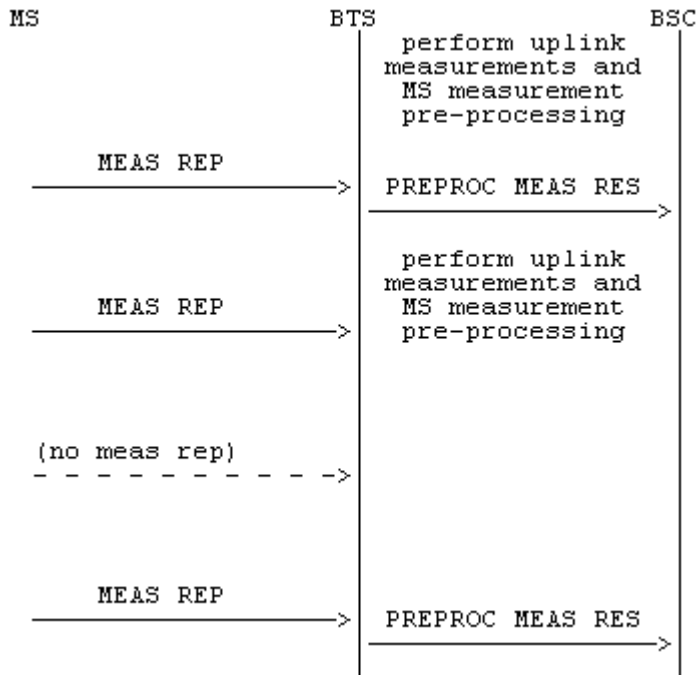 MS BTS BSC
perform uplink
measurements and
MS measurement
pre-processing
MEAS REP
PREPROC MEAS RES
perform uplink
measurements and
MS measurement
pre-processing
MEAS REP
(no meas rep)
MEAS REP
PREPROC MEAS RES